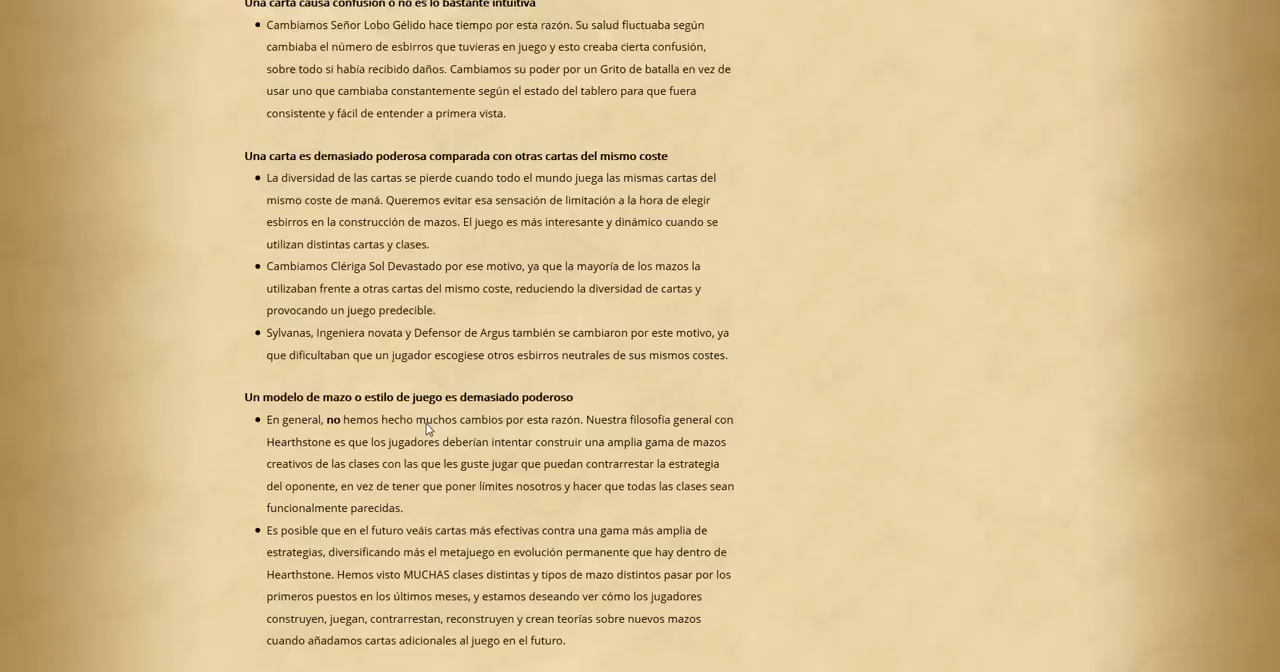 Una carta causa confusión o no es lo bastante intuitiva
Cambiamos Señor Lobo Gélido hace tiempo por esta razón. Su salud fluctuaba según
cambiaba el número de esbirros que tuvieras en juego y esto creaba cierta confusión,
sobre todo si había recibido daños. Cambiamos su poder por un Grito de batalla en vez de
usar uno que cambiaba constantemente según el estado del tablero para que fuera
consistente y fácil de entender a primera vista.
Una carta es demasiado poderosa comparada con otras cartas del mismo coste
La diversidad de las cartas se pierde cuando todo el mundo juega las mismas cartas del
mismo coste de maná. Queremos evitar esa sensación de limitación a la hora de elegir
esbirros en la construcción de mazos. El juego es más interesante y dinámico cuando se
utilizan distintas cartas y clases.
Cambiamos Clériga Sol Devastado por ese motivo, ya que la mayoría de los mazos la
utilizaban frente a otras cartas del mismo coste, reduciendo la diversidad de cartas y
provocando un juego predecible.
Sylvanas, Ingeniera novata y Defensor de Argus también se cambiaron por este motivo, ya
que dificultaban que un jugador escogiese otros esbirros neutrales de sus mismos costes.
Un modelo de mazo o estilo de juego es demasiado poderoso
En general, no hemos hecho muchos cambios por esta razón. Nuestra filosofía general con
Hearthstone es que los jugadores deberían intentar construir una amplia gama de mazos
creativos de las clases con las que les guste jugar que puedan contrarrestar la estrategia
del oponente, en vez de tener que poner límites nosotros y hacer que todas las clases sean
funcionalmente parecidas.
Es posible que en el futuro veáis cartas más efectivas contra una gama más amplia de
estrategias, diversificando más el metajuego en evolución permanente que hay dentro de
Hearthstone. Hemos visto MUCHAS clases distintas y tipos de mazo distintos pasar por los
primeros puestos en los últimos meses, y estamos deseando ver cómo los jugadores
construyen, juegan, contrarrestan, reconstruyen y crean teorías sobre nuevos mazos
cuando añadamos cartas adicionales al juego en el futuro.